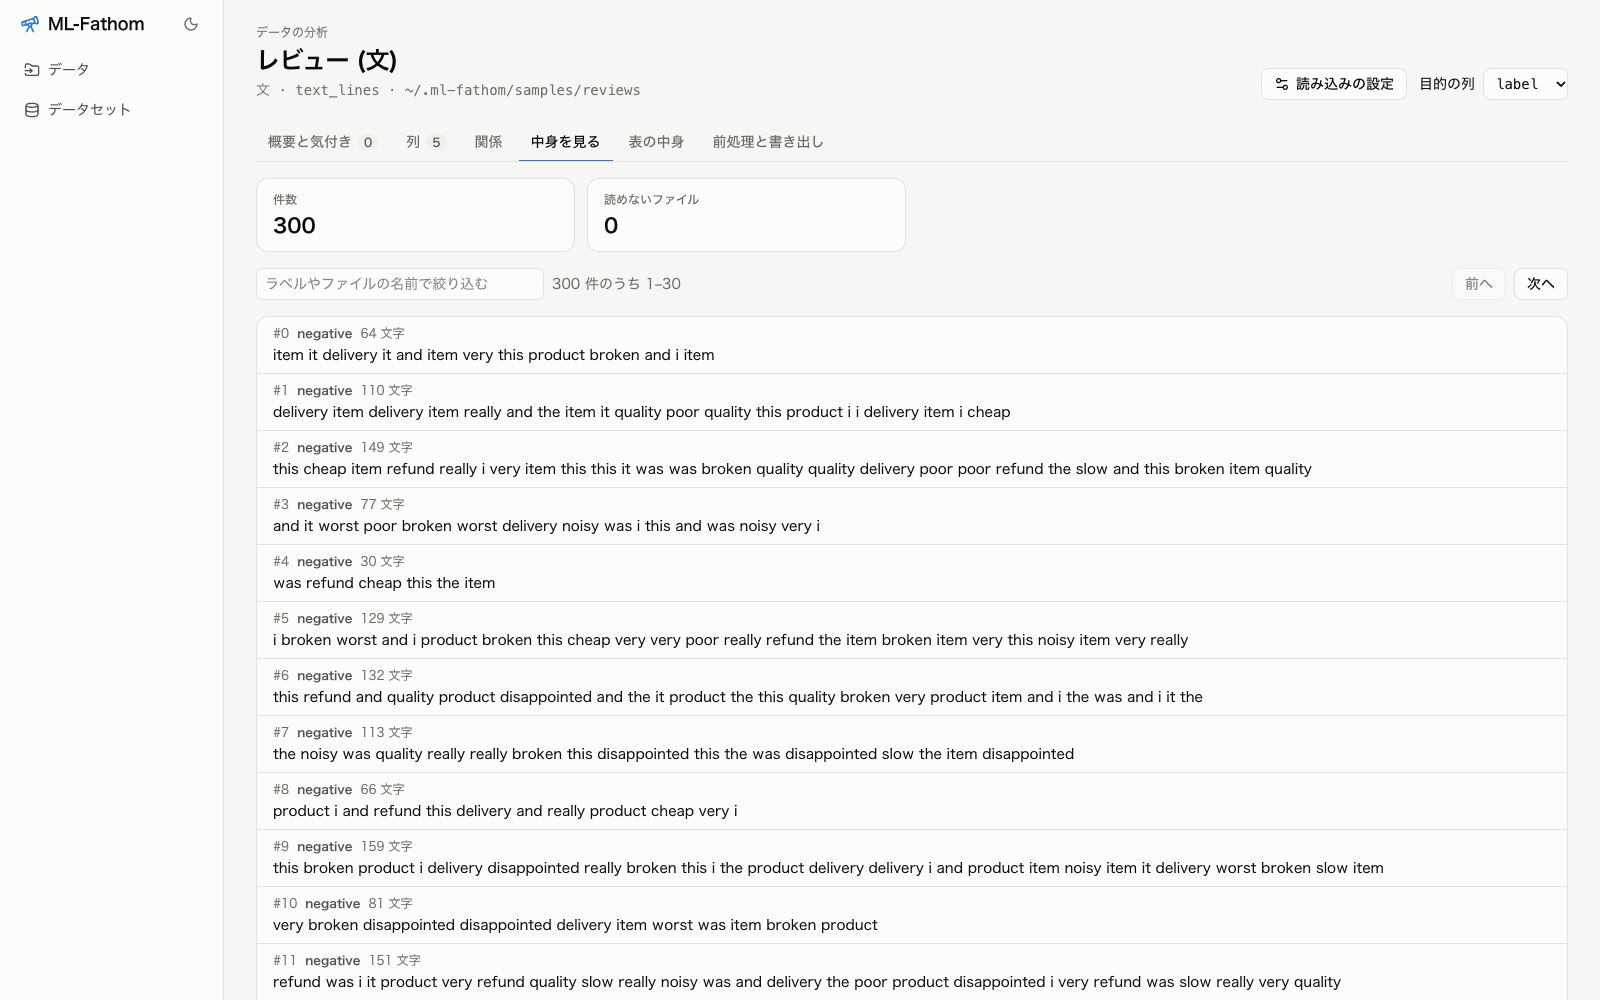 ML-Fathom
データ
データセット
データの分析
レビュー (文)
文 · text_lines · ~/.ml-fathom/samples/reviews
読み込みの設定
目的の列
label
概要と気付き 0
列 5
関係
中身を見る
表の中身
前処理と書き出し
件数
300
読めないファイル
0
ラベルやファイルの名前で絞り込む
300 件のうち 1–30
前へ
次へ
#0 negative 64 文字
item it delivery it and item very this product broken and i item
#1 negative 110 文字
delivery item delivery item really and the item it quality poor quality this product i i delivery item i cheap
#2 negative 149 文字
this cheap item refund really i very item this this it was was broken quality quality delivery poor poor refund the slow and this broken item quality
#3 negative 77 文字
and it worst poor broken worst delivery noisy was i this and was noisy very i
#4 negative 30 文字
was refund cheap this the item
#5 negative 129 文字
i broken worst and i product broken this cheap very very poor really refund the item broken item very this noisy item very really
#6 negative 132 文字
this refund and quality product disappointed and the it product the this quality broken very product item and i the was and i it the
#7 negative 113 文字
the noisy was quality really really broken this disappointed this the was disappointed slow the item disappointed
#8 negative 66 文字
product i and refund this delivery and really product cheap very i
#9 negative 159 文字
this broken product i delivery disappointed really broken this i the product delivery delivery i and product item noisy item it delivery worst broken slow item
#10 negative 81 文字
very broken disappointed disappointed delivery item worst was item broken product
#11 negative 151 文字
refund was i it product very refund quality slow really noisy was and delivery the poor product disappointed i very refund was slow really very quality